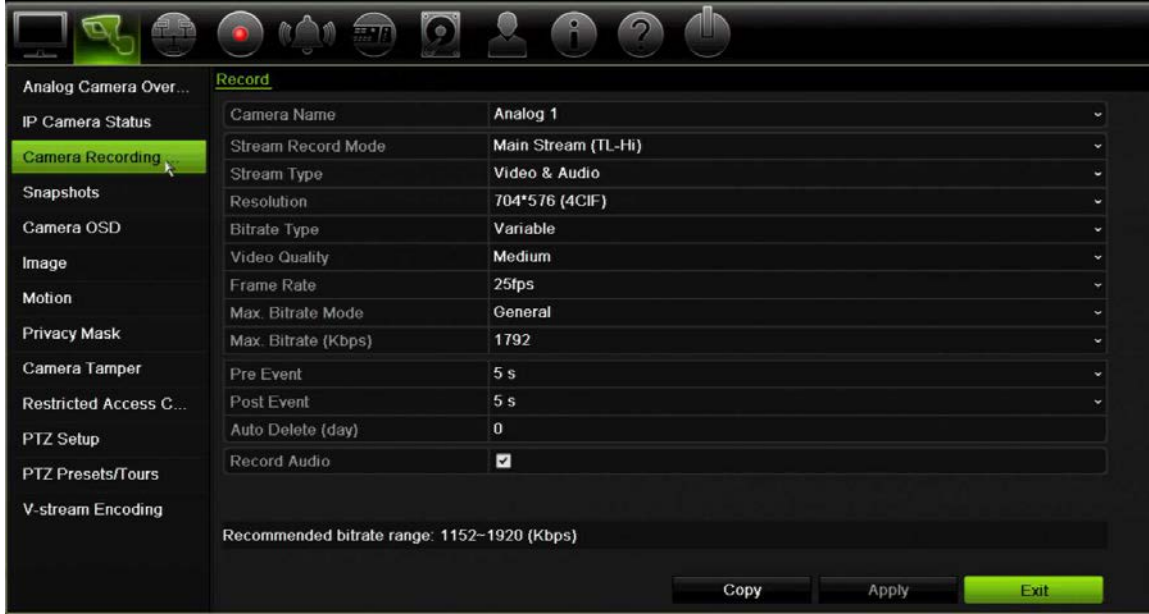 Record
Analog Camera Over...
IP Camera Status
Camera Recording ...
Snapshots
Camera OSD
Image
Motion
Privacy Mask
Camera Tamper
Restricted Access C...
PTZ Setup
PTZ Presets/Tours
V-stream Encoding
Camera Name Analog 1
Stream Record Mode Main Stream (TL-Hi)
Stream Type Video & Audio
Resolution 704*576 (4CIF)
Bitrate Type Variable
Video Quality Medium
Frame Rate 25fps
Max. Bitrate Mode General
Max. Bitrate (Kbps) 1792
Pre Event 5 s
Post Event 5 s
Auto Delete (day) 0
Record Audio
Recommended bitrate range: 1152~1920 (Kbps)
Copy Apply Exit